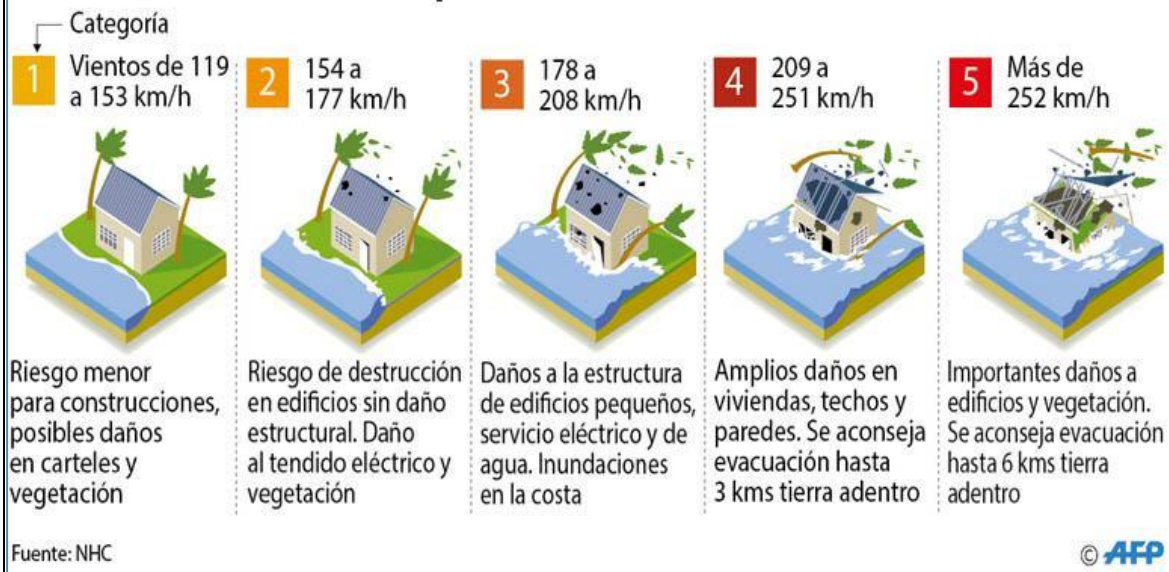 Categoría
1 Vientos de 119
a 153 km/h
2 154 a
177 km/h
3 178 a
208 km/h
4 209 a
251 km/h
5 Más de
252 km/h
Riesgo menor
para construcciones,
posibles daños
en carteles y
vegetación
Riesgo de destrucción
en edificios sin daño
estructural. Daño
al tendido eléctrico y
vegetación
Daños a la estructura
de edificios pequeños,
servicio eléctrico y de
agua. Inundaciones
en la costa
Amplios daños en
viviendas, techos y
paredes. Se aconseja
evacuación hasta
3 kms tierra adentro
Importantes daños a
edificios y vegetación.
Se aconseja evacuación
hasta 6 kms tierra
adentro
Fuente: NHC
© AFP